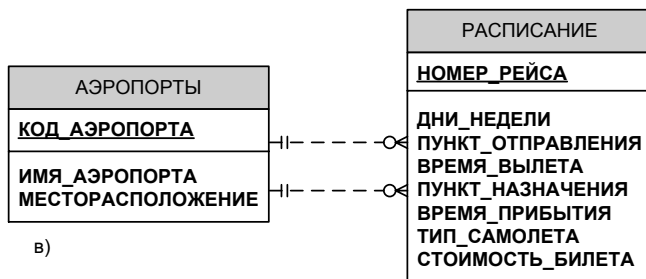 АЭРОПОРТЫ
КОД_АЭРОПОРТА
ИМЯ_АЭРОПОРТА
МЕСТОРАСПОЛОЖЕНИЕ
в)
РАСПИСАНИЕ
НОМЕР_РЕЙСА
ДНИ_НЕДЕЛИ
ПУНКТ_ОТПРАВЛЕНИЯ
ВРЕМЯ_ВЫЛЕТА
ПУНКТ_НАЗНАЧЕНИЯ
ВРЕМЯ_ПРИБЫТИЯ
ТИП_САМОЛЕТА
СТОИМОСТЬ_БИЛЕТА